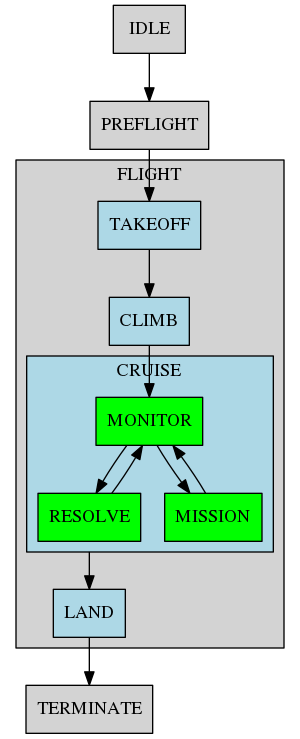 IDLE
PREFLIGHT
FLIGHT
TAKEOFF
CLIMB
CRUISE
MONITOR
RESOLVE
MISSION
LAND
TERMINATE